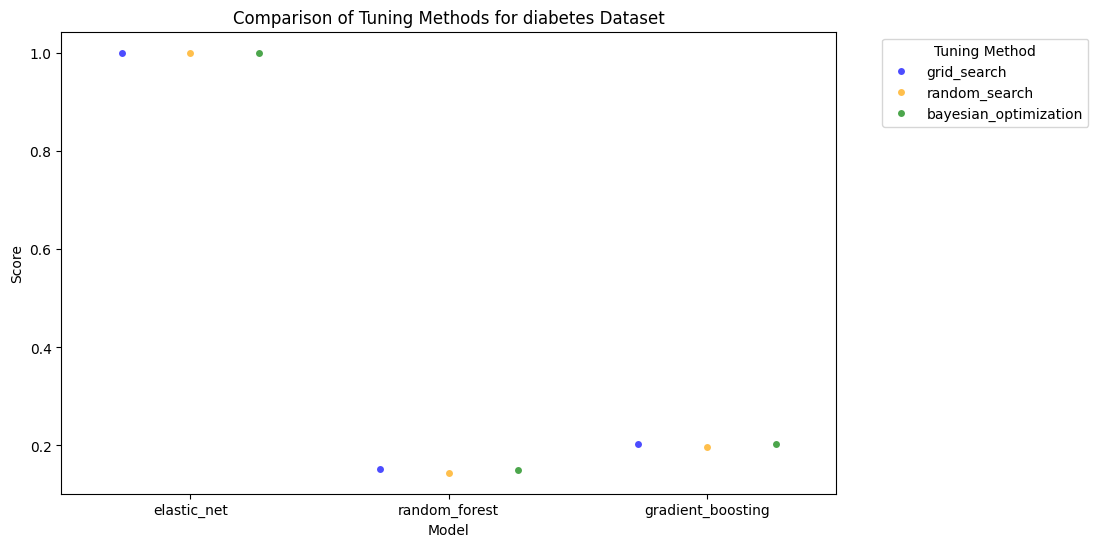 Comparison of Tuning Methods for diabetes Dataset
Tuning Method
grid_search
random_search
bayesian_optimization
Score
1.0
0.8
0.6
0.4
0.2
elastic_net
random_forest
gradient_boosting
Model